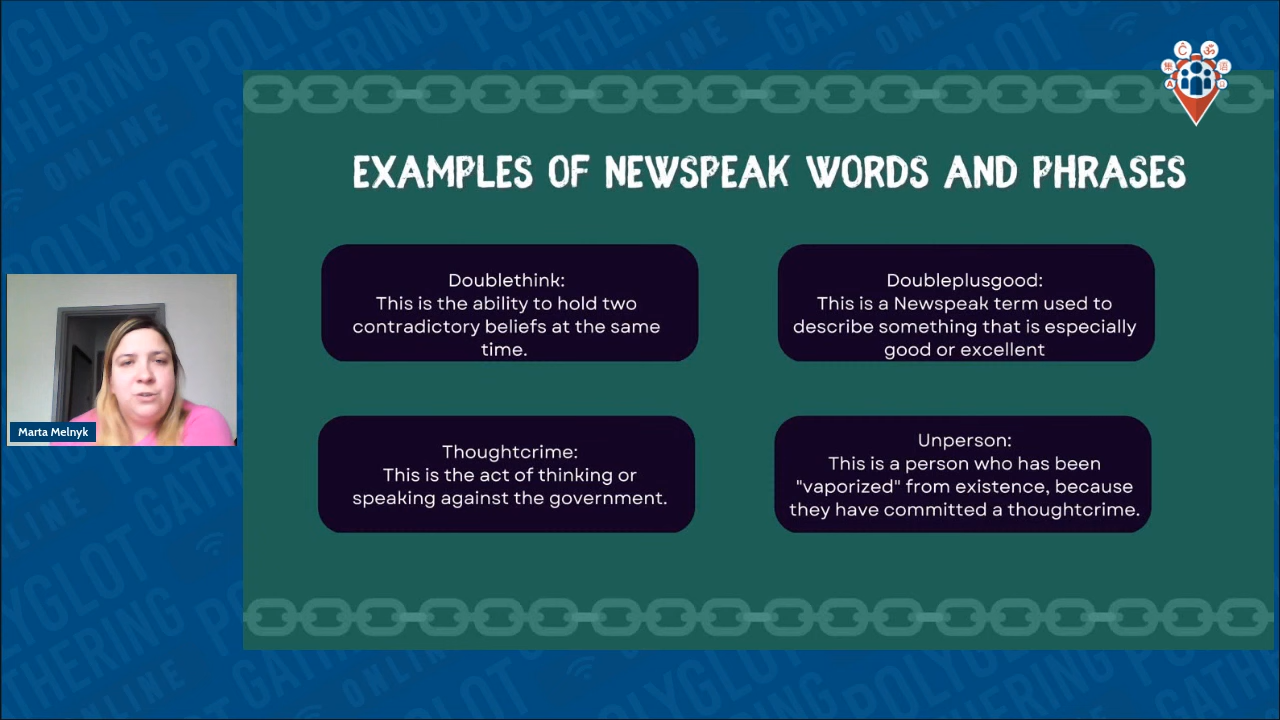 EXAMPLES OF NEWSPEAK WORDS AND PHRASES
Doublethink:
This is the ability to hold two
contradictory beliefs at the same
time.
Doubleplusgood:
This is a Newspeak term used to
describe something that is especially
good or excellent
Thoughtcrime:
This is the act of thinking or
speaking against the government.
Unperson:
This is a person who has been
"vaporized" from existence, because
they have committed a thoughtcrime.
Marta Melnyk
POLYGLOT
GATHERING
ONLINE